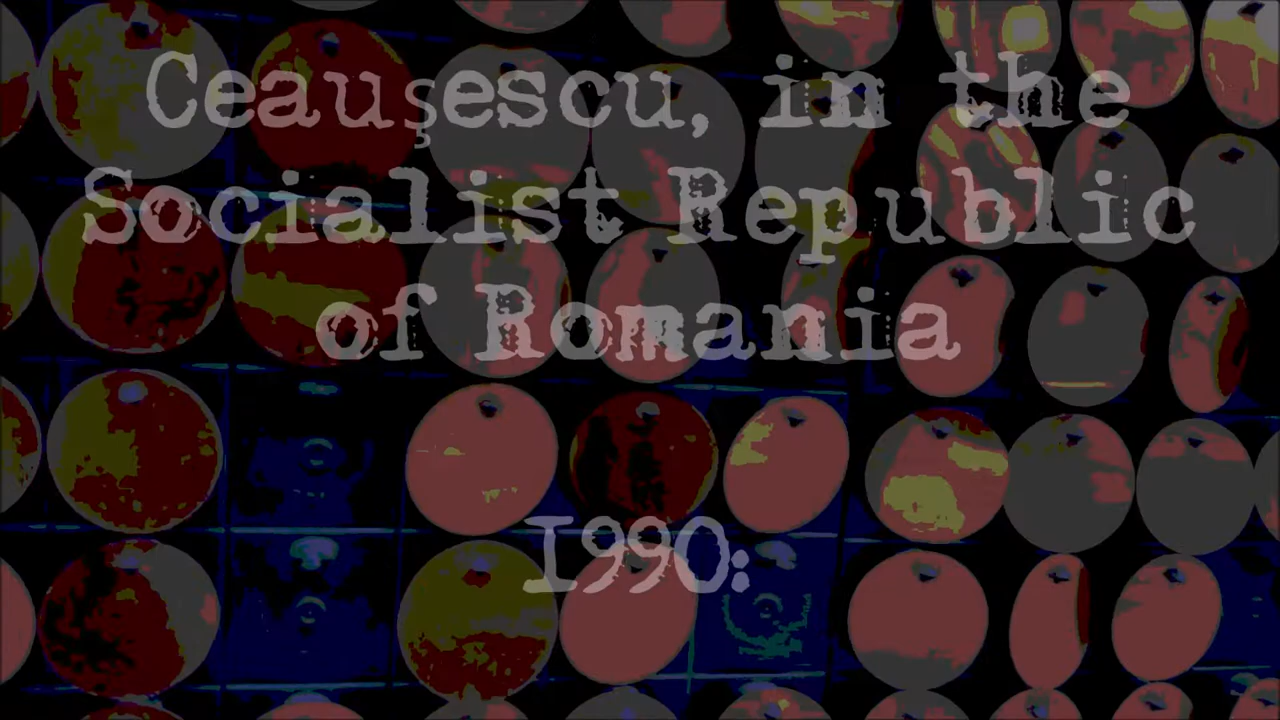 Ceaușescu, in the
Socialist Republic
of Romania
1990: